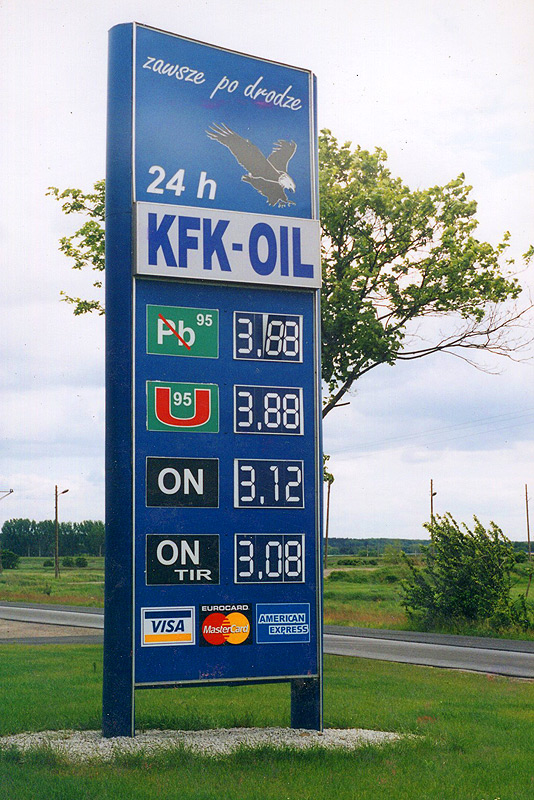 zawsze po drodze
24 h
KFK-OIL
Pb 95 3,88
U 95 3,88
ON 3,12
ON TIR 3,08
VISA
EUROCARD
MasterCard
AMERICAN
EXPRESS